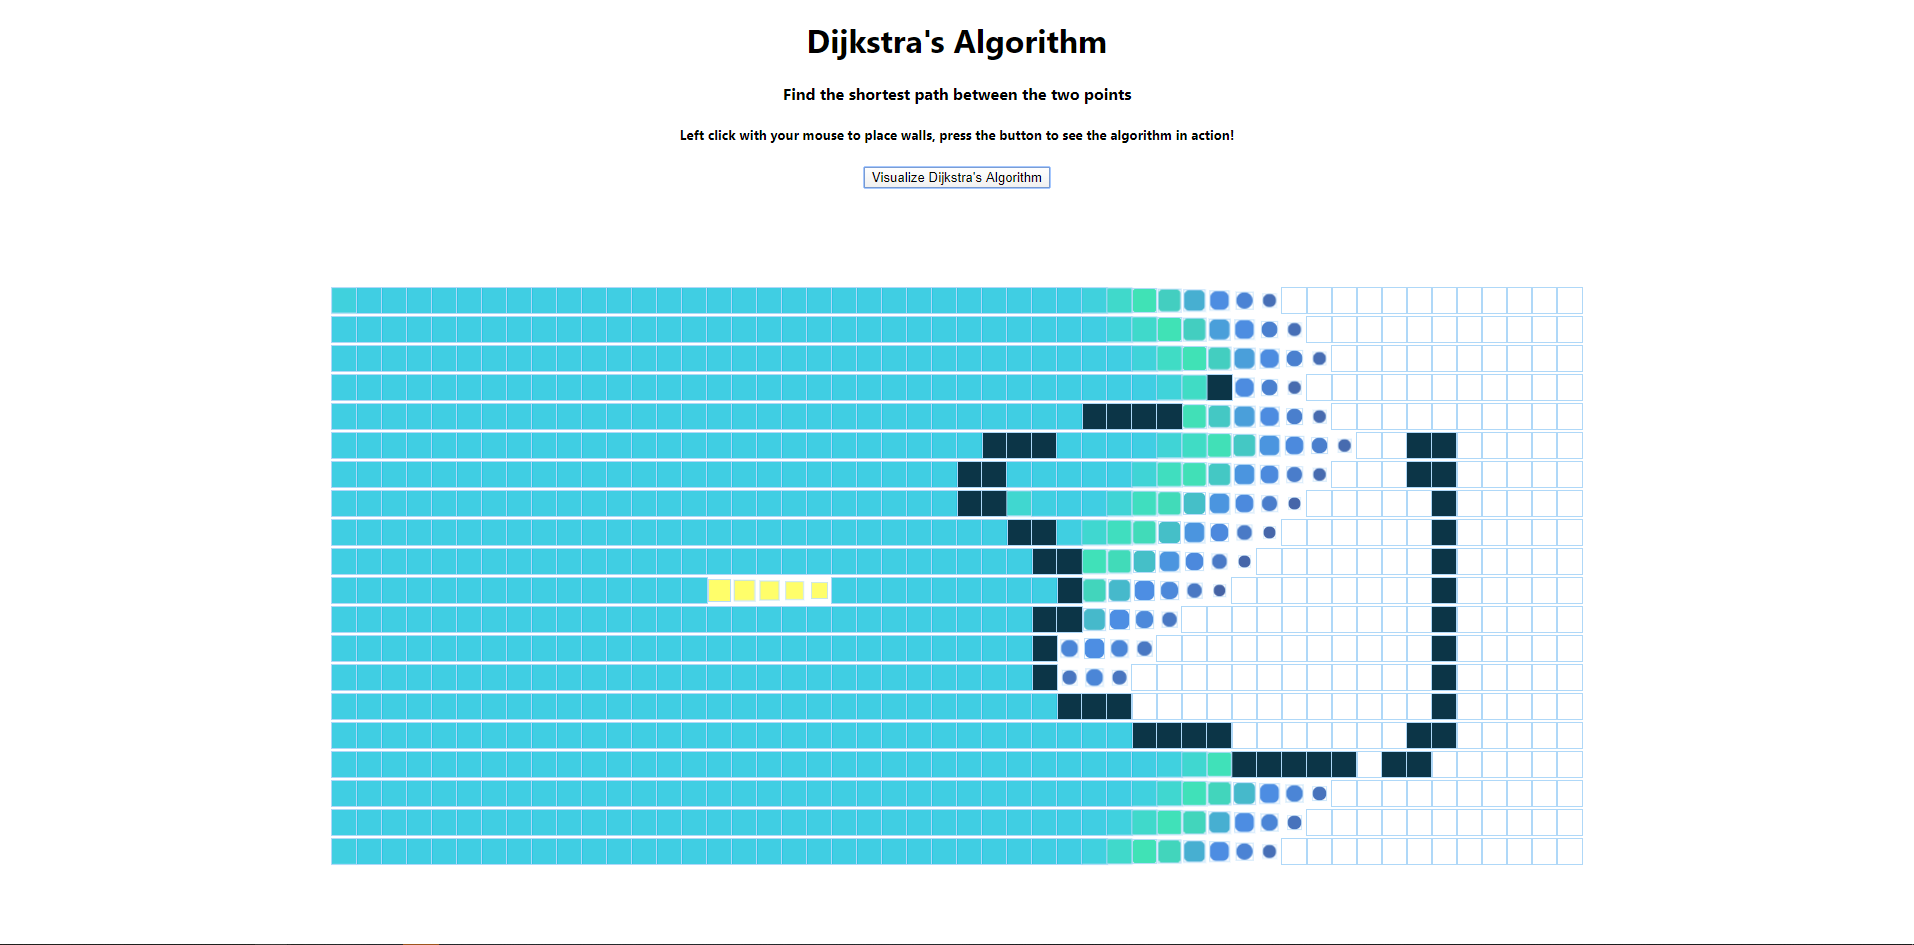 Dijkstra's Algorithm
Find the shortest path between the two points
Left click with your mouse to place walls, press the button to see the algorithm in action!
Visualize Dijkstra's Algorithm